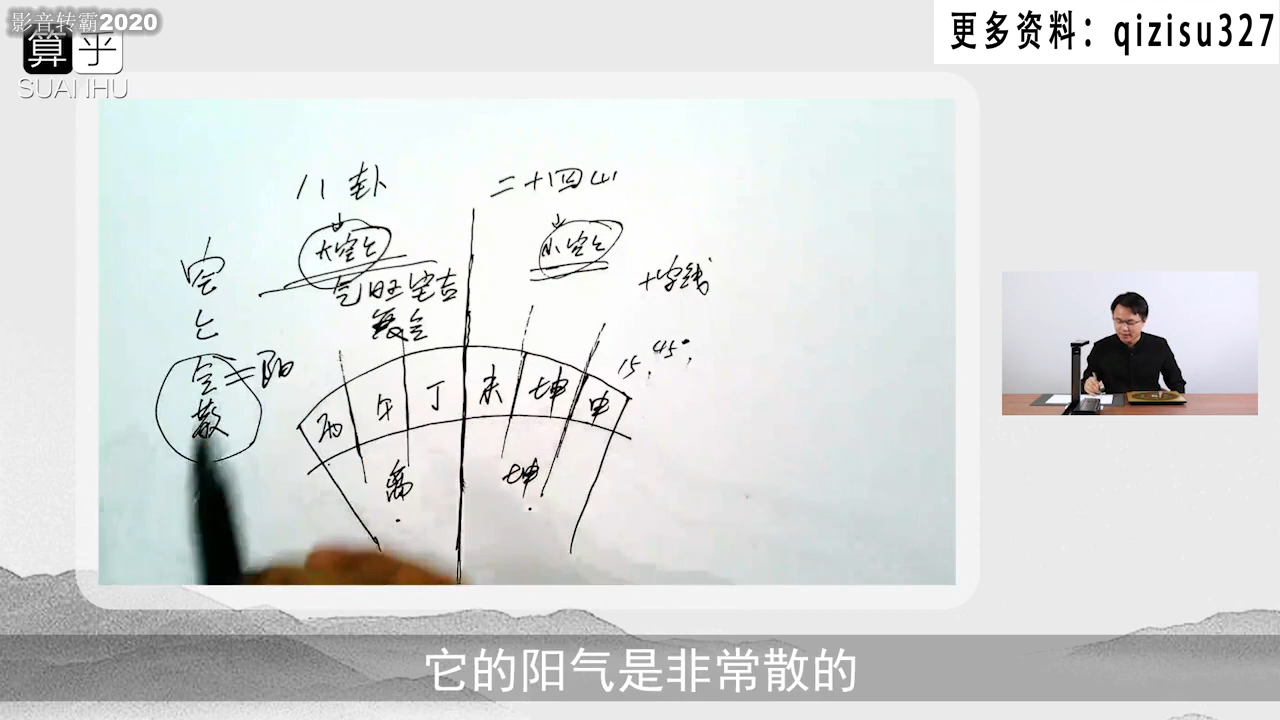 影音转霸2020
算乎
SUANHU
更多资料：qizisu327
八卦
二十四山
大空亡
小空亡
空亡
气旺宅吉
十字线
15° 45°
阳
散
丙 午 丁 未 坤 申
离
坤
它的阳气是非常散的